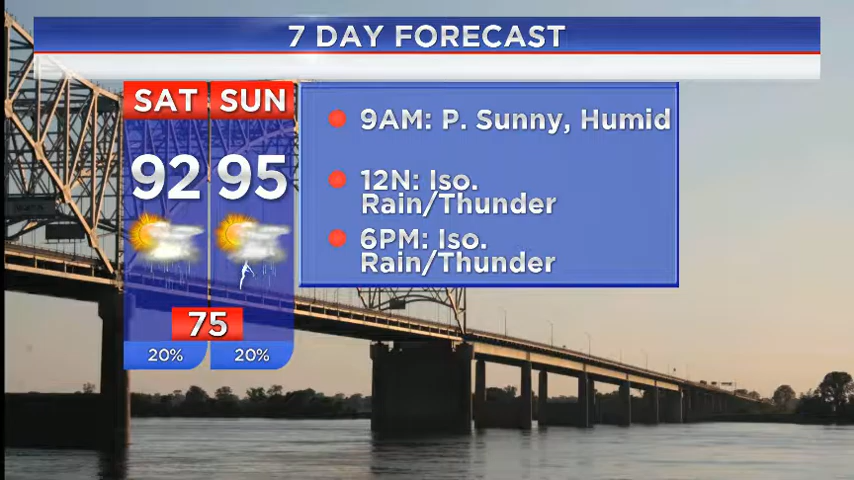 7 DAY FORECAST
SAT SUN
92 95
75
20% 20%
9AM: P. Sunny, Humid
12N: Iso.
Rain/Thunder
6PM: Iso.
Rain/Thunder